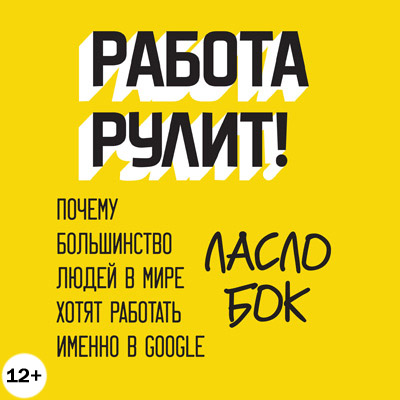 РАБОТА
РУЛИТ!
ПОЧЕМУ
БОЛЬШИНСТВО
ЛЮДЕЙ В МИРЕ
ХОТЯТ РАБОТАТЬ
ИМЕННО В GOOGLE
ЛАСЛО
БОК
12+